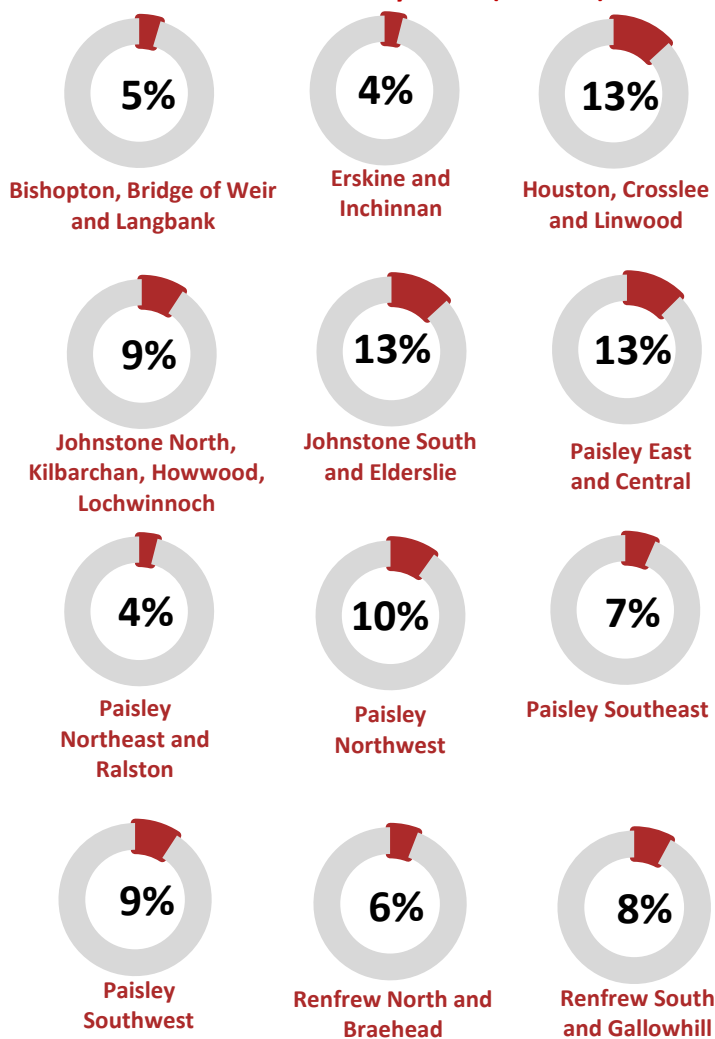 5%
Bishopton, Bridge of Weir
and Langbank
4%
Erskine and
Inchinnan
13%
Houston, Crosslee
and Linwood
9%
Johnstone North,
Kilbarchan, Howwood,
Lochwinnoch
13%
Johnstone South
and Elderslie
13%
Paisley East
and Central
4%
Paisley
Northeast and
Ralston
10%
Paisley
Northwest
7%
Paisley Southeast
9%
Paisley
Southwest
6%
Renfrew North and
Braehead
8%
Renfrew South
and Gallowhill